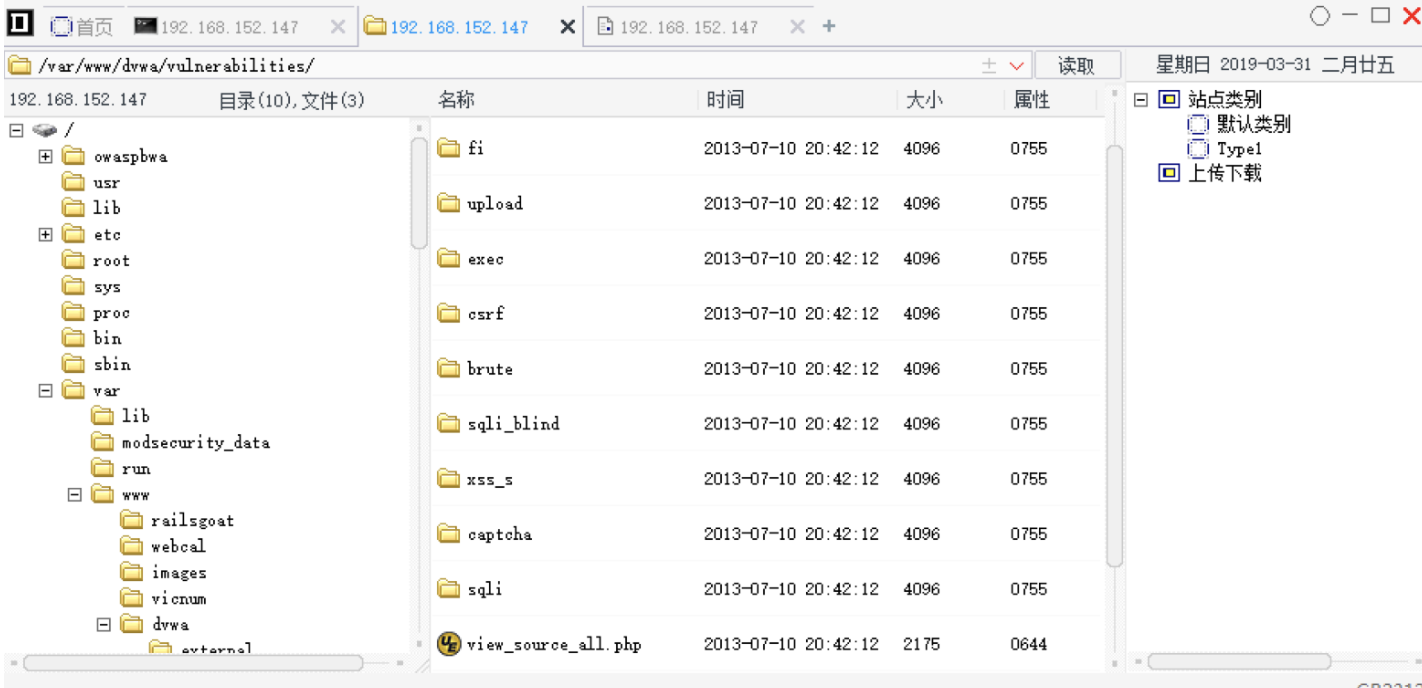 首页 192.168.152.147 192.168.152.147 192.168.152.147
/var/www/dvwa/vulnerabilities/ 读取 星期日 2019-03-31 二月廿五
192.168.152.147 目录(10),文件(3) 名称 时间 大小 属性
/
owaspbwa
usr
lib
etc
root
sys
proc
bin
sbin
var
lib
modsecurity_data
run
www
railsgoat
webcal
images
vicnum
dvwa
external
fi 2013-07-10 20:42:12 4096 0755
upload 2013-07-10 20:42:12 4096 0755
exec 2013-07-10 20:42:12 4096 0755
csrf 2013-07-10 20:42:12 4096 0755
brute 2013-07-10 20:42:12 4096 0755
sqli_blind 2013-07-10 20:42:12 4096 0755
xss_s 2013-07-10 20:42:12 4096 0755
captcha 2013-07-10 20:42:12 4096 0755
sqli 2013-07-10 20:42:12 4096 0755
view_source_all.php 2013-07-10 20:42:12 2175 0644
站点类别
默认类别
Type1
上传下载